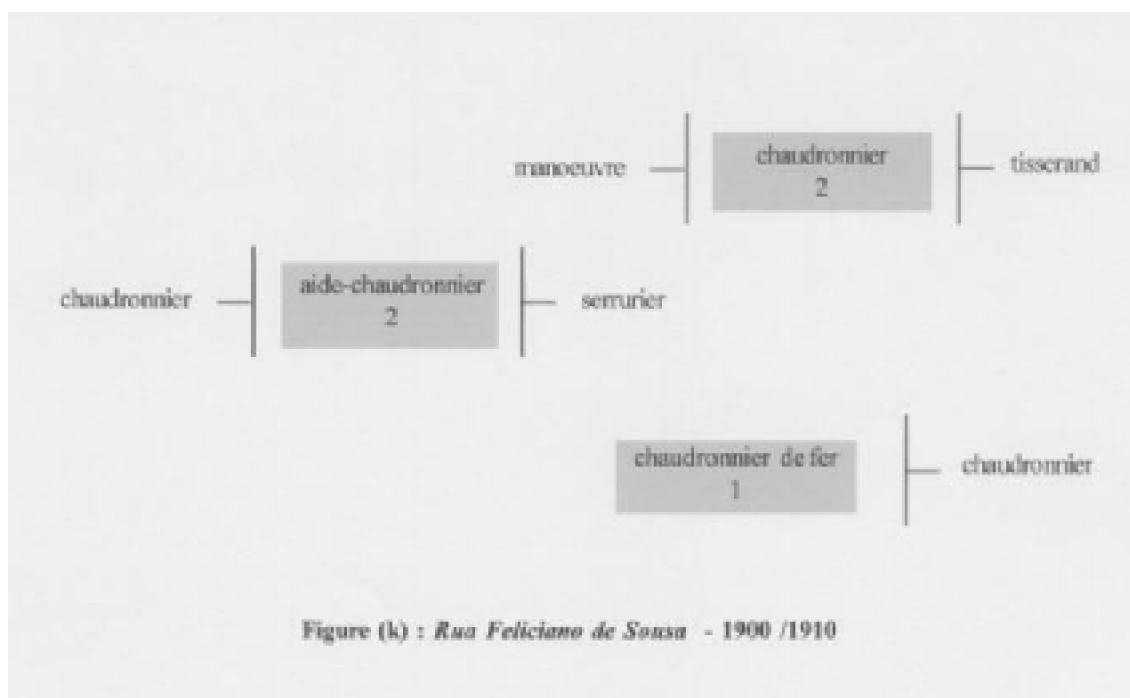 manoeuvre
chaudronnier
2
tisserand
chaudronnier
aide-chaudronnier
2
serrurier
chaudronnier de fer
1
chaudronnier
Figure (k) : Rua Feliciano de Sousa - 1900 /1910